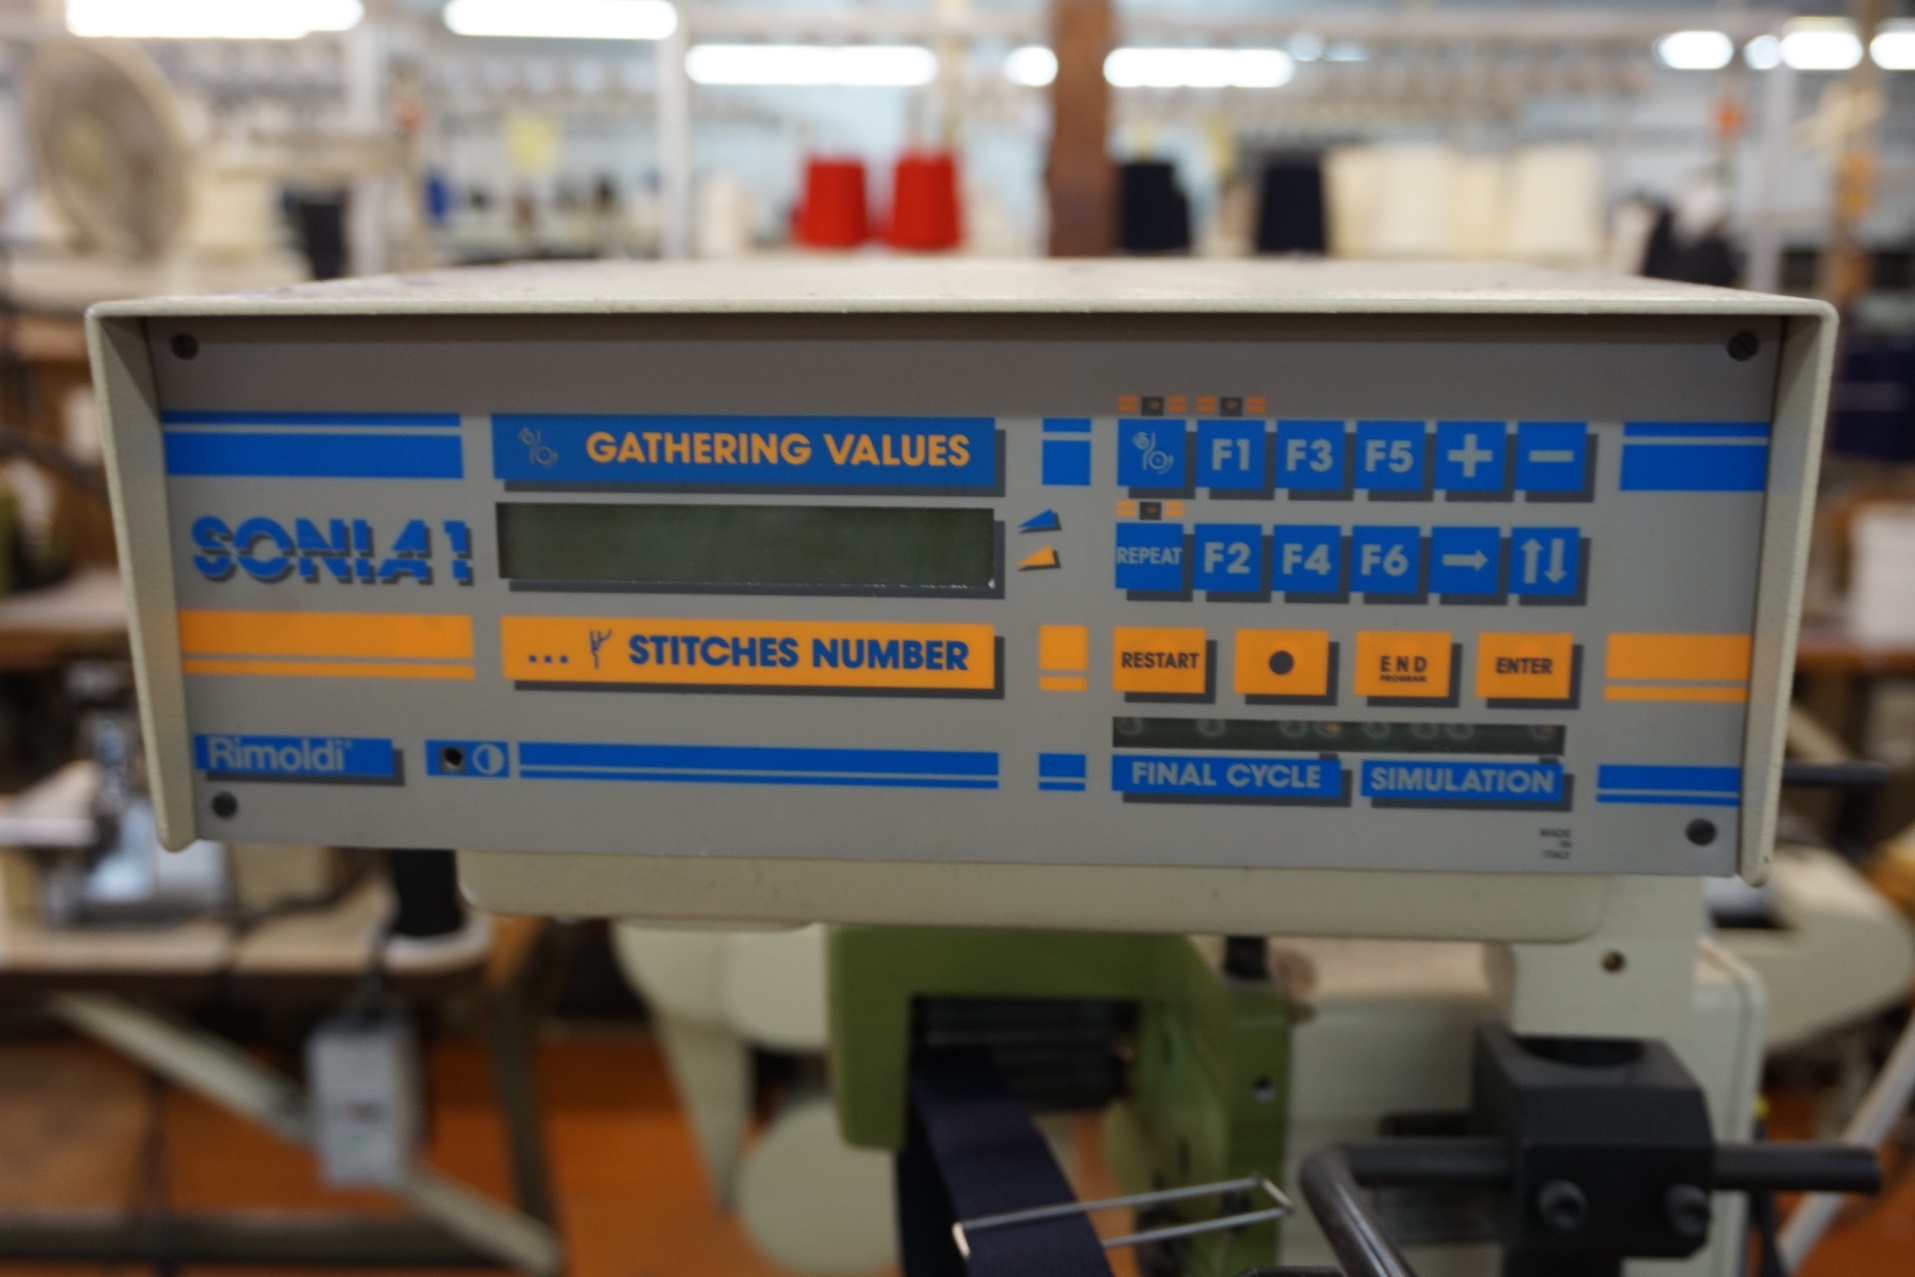 GATHERING VALUES
F1 F3 F5 + −
SONIA 1
REPEAT F2 F4 F6 → ↑↓
... STITCHES NUMBER
RESTART ● END PROGRAM ENTER
Rimoldi®
FINAL CYCLE SIMULATION
MADE
IN
ITALY